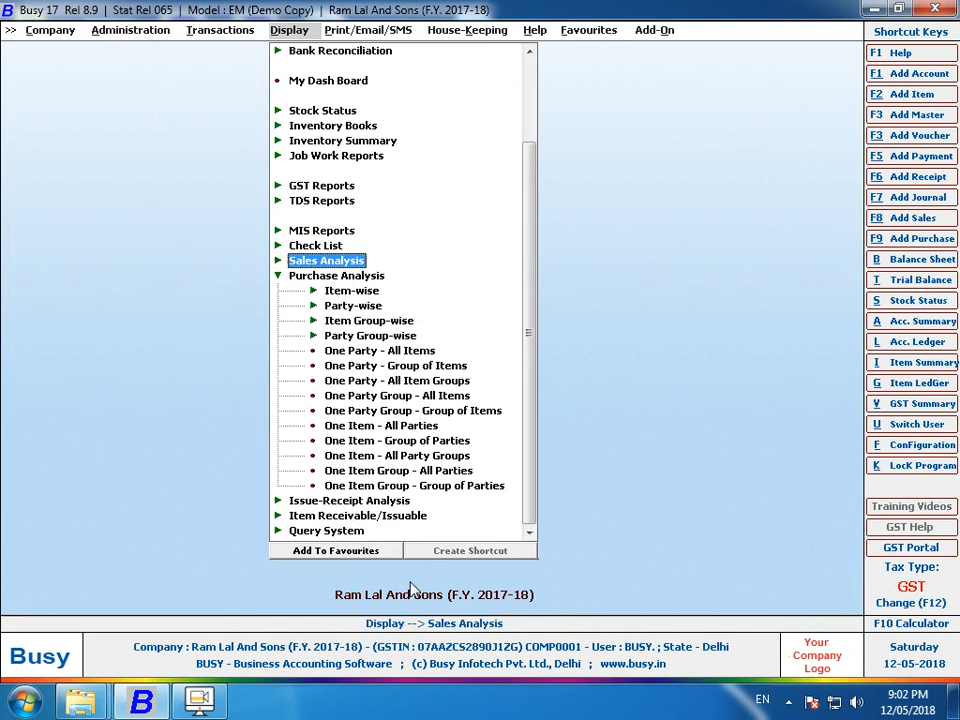 Busy 17 Rel 8.9 | Stat Rel 065 | Model : EM (Demo Copy) | Ram Lal And Sons (F.Y. 2017-18)
>> Company Administration Transactions Display Print/Email/SMS House-Keeping Help Favourites Add-On
Bank Reconciliation
My Dash Board
Stock Status
Inventory Books
Inventory Summary
Job Work Reports
GST Reports
TDS Reports
MIS Reports
Check List
Sales Analysis
Purchase Analysis
Item-wise
Party-wise
Item Group-wise
Party Group-wise
One Party - All Items
One Party - Group of Items
One Party - All Item Groups
One Party Group - All Items
One Party Group - Group of Items
One Item - All Parties
One Item - Group of Parties
One Item - All Party Groups
One Item Group - All Parties
One Item Group - Group of Parties
Issue-Receipt Analysis
Item Receivable/Issuable
Query System
Add To Favourites Create Shortcut
Ram Lal And Sons (F.Y. 2017-18)
Display --> Sales Analysis
Shortcut Keys
F1 Help
F1 Add Account
F2 Add Item
F3 Add Master
F3 Add Voucher
F5 Add Payment
F6 Add Receipt
F7 Add Journal
F8 Add Sales
F9 Add Purchase
B Balance Sheet
T Trial Balance
S Stock Status
A Acc. Summary
L Acc. Ledger
I Item Summary
G Item LedGer
Y GST Summary
U Switch User
F ConFiguration
K LocK Program
Training Videos
GST Help
GST Portal
Tax Type:
GST
Change (F12)
F10 Calculator
Busy
Company : Ram Lal And Sons (F.Y. 2017-18) - (GSTIN : 07AAZCS2890J1ZG) COMP0001 - User : BUSY. ; State - Delhi
BUSY - Business Accounting Software ; (c) Busy Infotech Pvt. Ltd., Delhi ; www.busy.in
Your
Company
Logo
Saturday
12-05-2018
EN
9:02 PM
12/05/2018